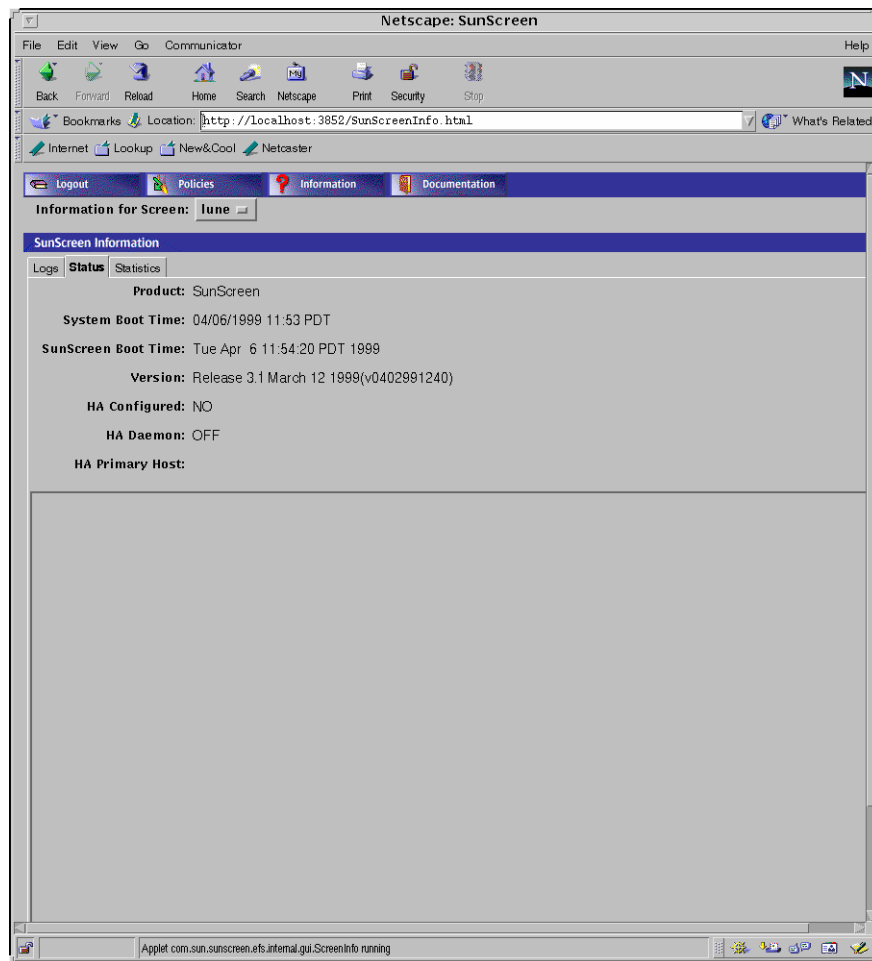 Netscape: SunScreen
File Edit View Go Communicator Help
Back Forward Reload Home Search Netscape Print Security Stop
My
N
Bookmarks Location: http://localhost:3852/SunScreenInfo.html What's Related
Internet Lookup New&Cool Netcaster
Logout Policies Information Documentation
Information for Screen: lune
SunScreen Information
Logs Status Statistics
Product: SunScreen
System Boot Time: 04/06/1999 11:53 PDT
SunScreen Boot Time: Tue Apr 6 11:54:20 PDT 1999
Version: Release 3.1 March 12 1999(v0402991240)
HA Configured: NO
HA Daemon: OFF
HA Primary Host:
Applet com.sun.sunscreen.efs.internal.gui.ScreenInfo running